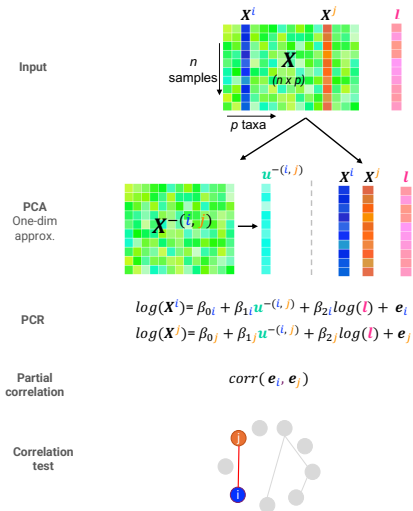 X^i X^j l
Input
n
samples
X
(n x p)
p taxa
u^-(i, j) X^i X^j l
PCA
One-dim
approx.
X^-(i, j)
PCR
log(X^i)= β_0i + β_1i u^-(i, j) + β_2i log(l) + e_i
log(X^j)= β_0j + β_1j u^-(i, j) + β_2j log(l) + e_j
Partial
correlation
corr( e_i, e_j )
Correlation
test
j
i